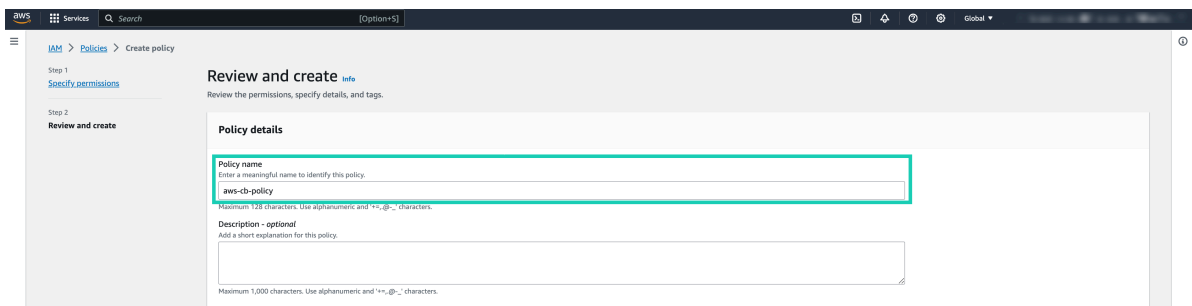 aws
Services
Search
[Option+S]
Global
IAM > Policies > Create policy
Step 1
Specify permissions
Step 2
Review and create
Review and create Info
Review the permissions, specify details, and tags.
Policy details
Policy name
Enter a meaningful name to identify this policy.
aws-cb-policy
Maximum 128 characters. Use alphanumeric and '+=,.@-_' characters.
Description - optional
Add a short explanation for this policy.
Maximum 1,000 characters. Use alphanumeric and '+=,.@-_' characters.